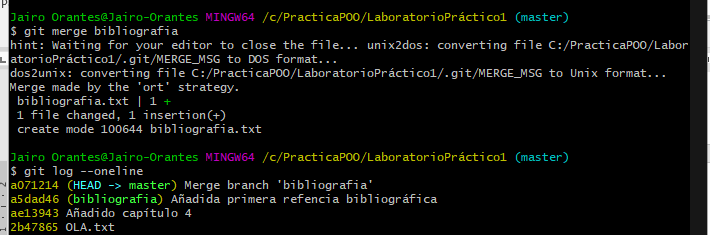 Jairo Orantes@Jairo-Orantes MINGW64 /c/PracticaPOO/LaboratorioPráctico1 (master)
$ git merge bibliografia
hint: Waiting for your editor to close the file... unix2dos: converting file C:/PracticaPOO/Labor
atorioPráctico1/.git/MERGE_MSG to DOS format...
dos2unix: converting file C:/PracticaPOO/LaboratorioPráctico1/.git/MERGE_MSG to Unix format...
Merge made by the 'ort' strategy.
 bibliografia.txt | 1 +
 1 file changed, 1 insertion(+)
 create mode 100644 bibliografia.txt
Jairo Orantes@Jairo-Orantes MINGW64 /c/PracticaPOO/LaboratorioPráctico1 (master)
$ git log --oneline
a071214 (HEAD -> master) Merge branch 'bibliografia'
a5dad46 (bibliografia) Añadida primera refencia bibliográfica
ae13943 Añadido capítulo 4
2b47865 OLA.txt